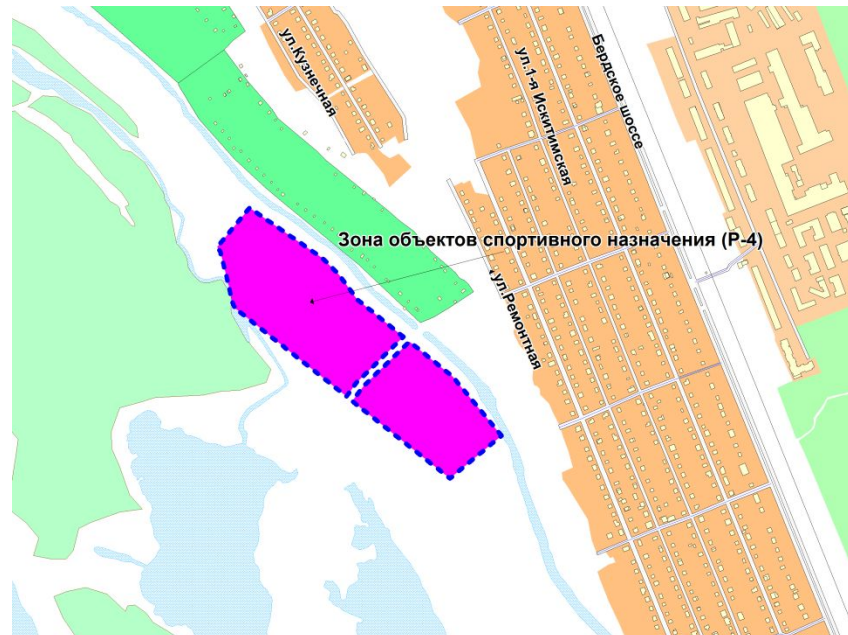 ул.Кузнечная
ул.1-я Искитимская
Бердское шоссе
Зона объектов спортивного назначения (Р-4)
ул.Ремонтная